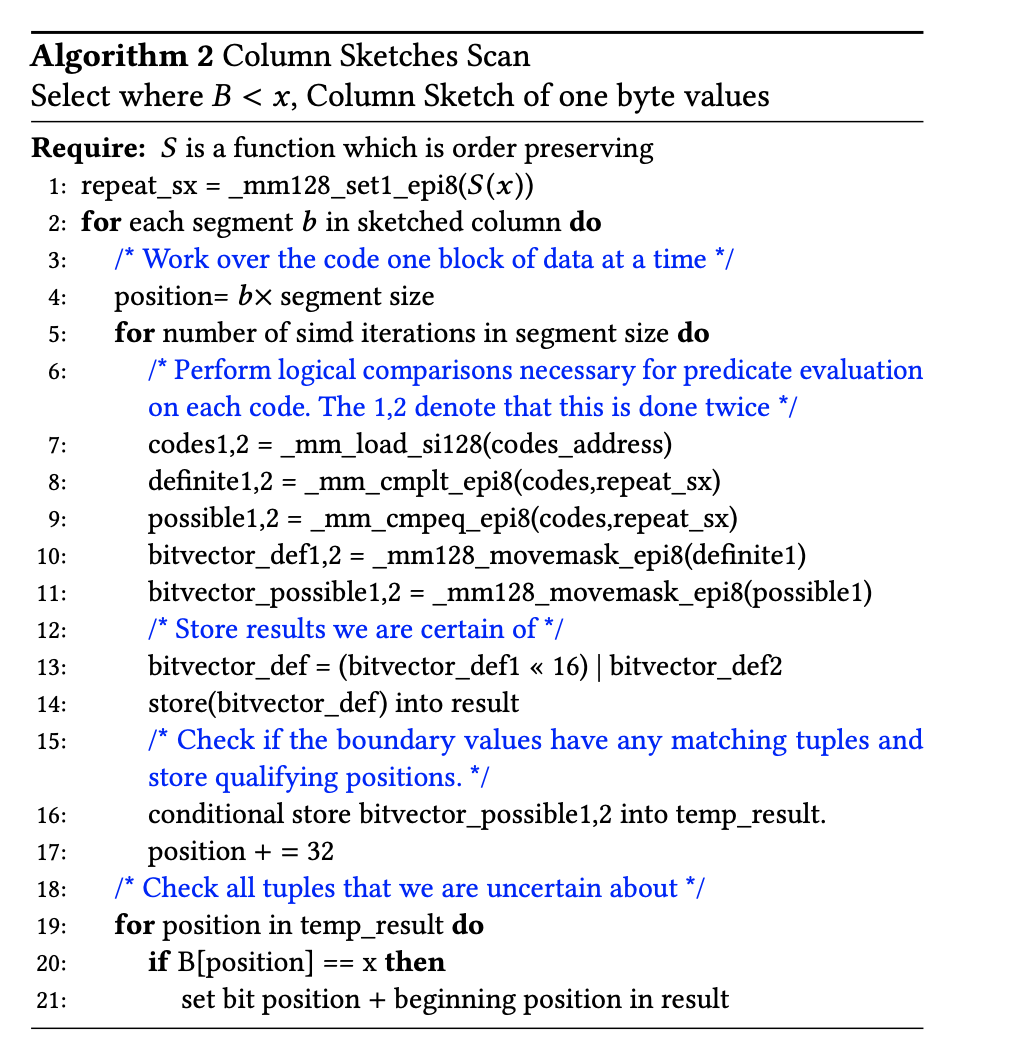 Algorithm 2 Column Sketches Scan
Select where B < x, Column Sketch of one byte values
Require: S is a function which is order preserving
1: repeat_sx = _mm128_set1_epi8(S(x))
2: for each segment b in sketched column do
3: /* Work over the code one block of data at a time */
4: position= b× segment size
5: for number of simd iterations in segment size do
6: /* Perform logical comparisons necessary for predicate evaluation
on each code. The 1,2 denote that this is done twice */
7: codes1,2 = _mm_load_si128(codes_address)
8: definite1,2 = _mm_cmplt_epi8(codes,repeat_sx)
9: possible1,2 = _mm_cmpeq_epi8(codes,repeat_sx)
10: bitvector_def1,2 = _mm128_movemask_epi8(definite1)
11: bitvector_possible1,2 = _mm128_movemask_epi8(possible1)
12: /* Store results we are certain of */
13: bitvector_def = (bitvector_def1 « 16) | bitvector_def2
14: store(bitvector_def) into result
15: /* Check if the boundary values have any matching tuples and
store qualifying positions. */
16: conditional store bitvector_possible1,2 into temp_result.
17: position + = 32
18: /* Check all tuples that we are uncertain about */
19: for position in temp_result do
20: if B[position] == x then
21: set bit position + beginning position in result